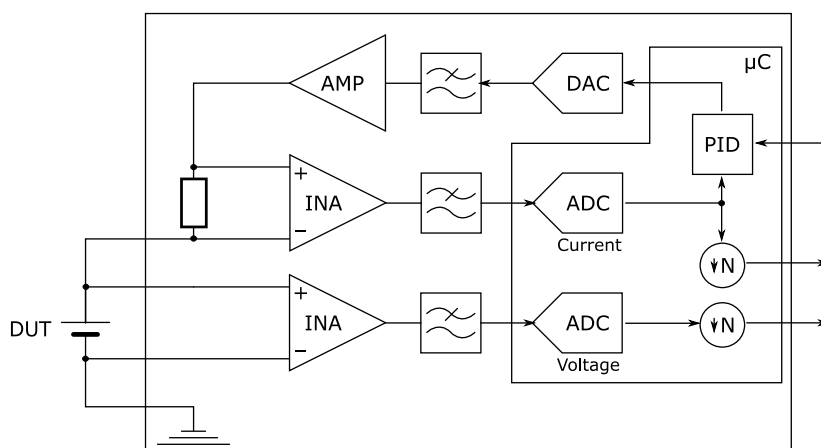 µC
AMP
DAC
PID
+
INA
−
ADC
Current
N
DUT
+
INA
−
ADC
Voltage
N